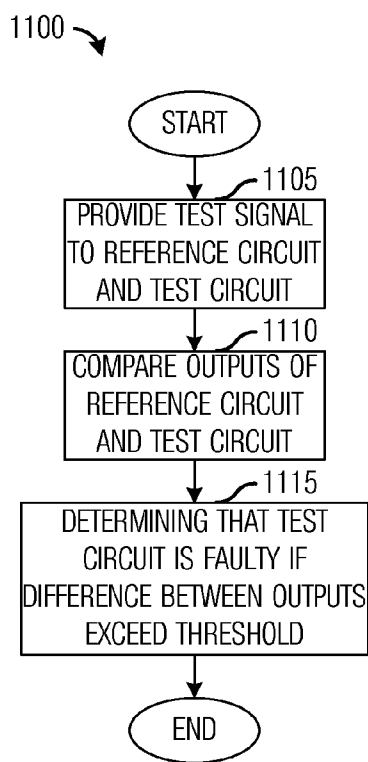 1100
START
1105
PROVIDE TEST SIGNAL
TO REFERENCE CIRCUIT
AND TEST CIRCUIT
1110
COMPARE OUTPUTS OF
REFERENCE CIRCUIT
AND TEST CIRCUIT
1115
DETERMINING THAT TEST
CIRCUIT IS FAULTY IF
DIFFERENCE BETWEEN OUTPUTS
EXCEED THRESHOLD
END